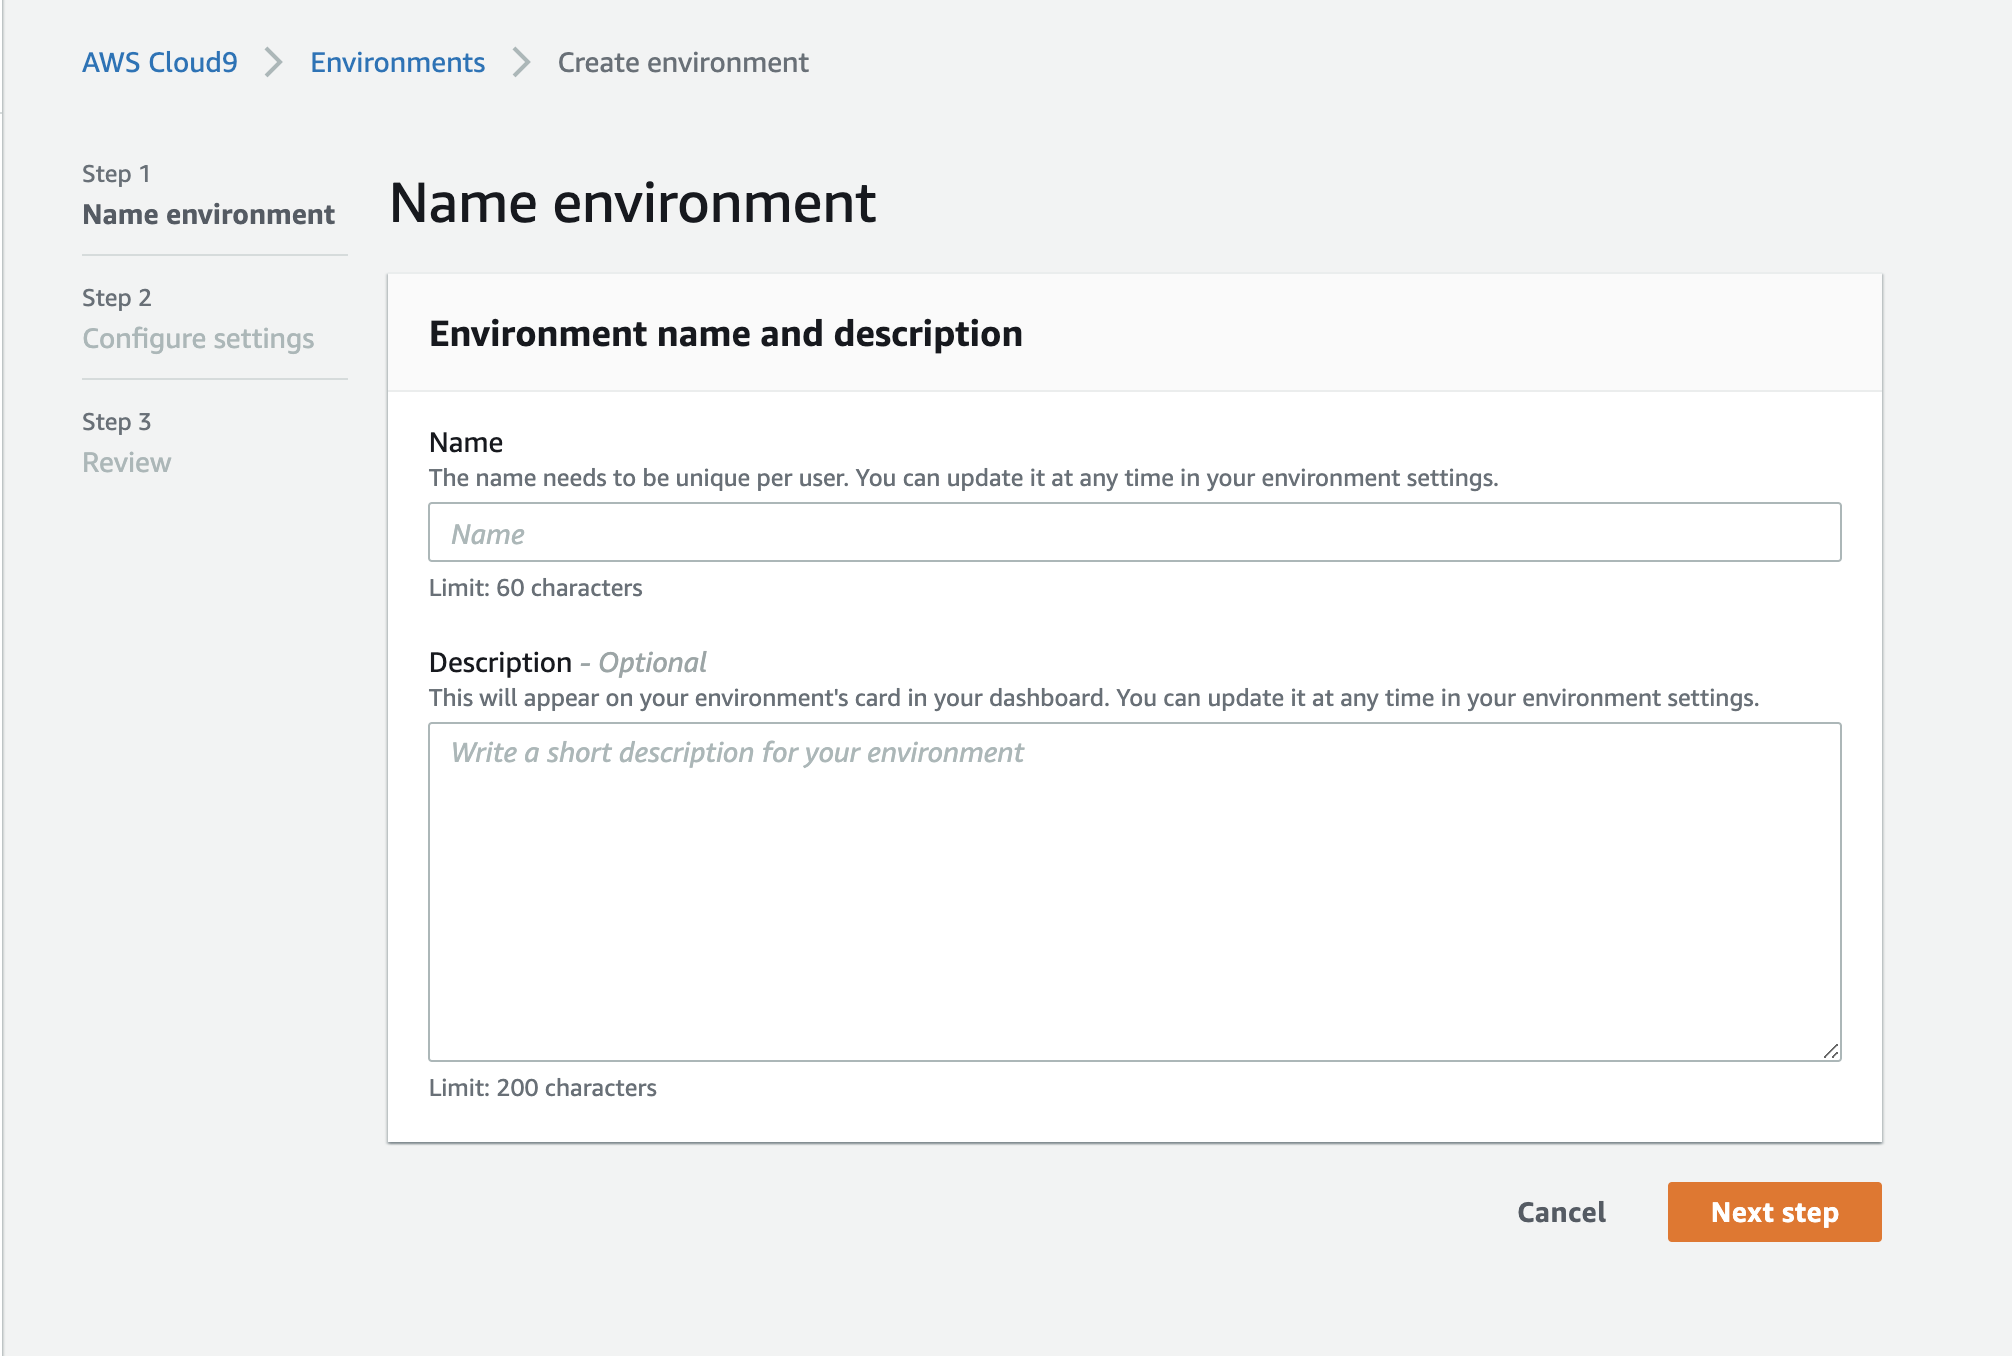 AWS Cloud9 Environments Create environment
Step 1
Name environment
Step 2
Configure settings
Step 3
Review
Name environment
Environment name and description
Name
The name needs to be unique per user. You can update it at any time in your environment settings.
Name
Limit: 60 characters
Description - Optional
This will appear on your environment's card in your dashboard. You can update it at any time in your environment settings.
Write a short description for your environment
Limit: 200 characters
Cancel
Next step